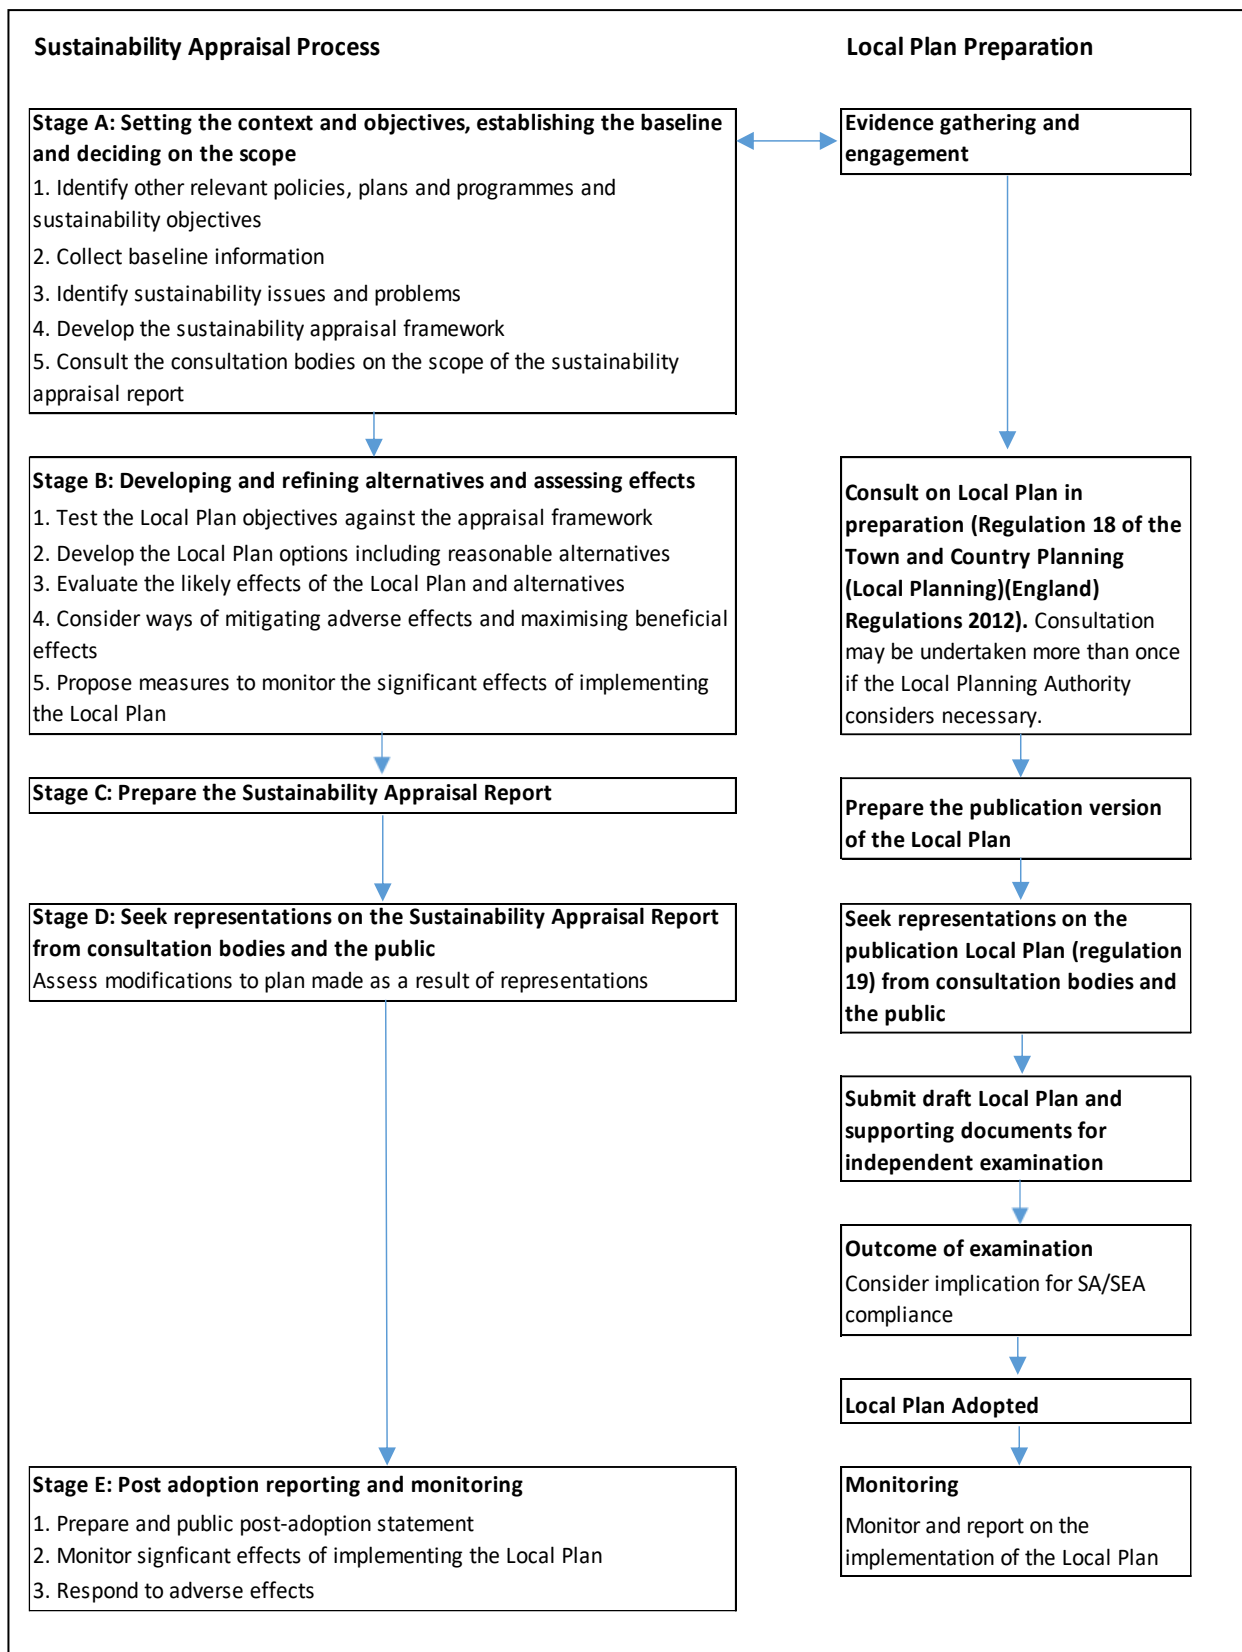 Sustainability Appraisal Process
Local Plan Preparation
Stage A: Setting the context and objectives, establishing the baseline
and deciding on the scope
1. Identify other relevant policies, plans and programmes and
sustainability objectives
2. Collect baseline information
3. Identify sustainability issues and problems
4. Develop the sustainability appraisal framework
5. Consult the consultation bodies on the scope of the sustainability
appraisal report
Evidence gathering and
engagement
Stage B: Developing and refining alternatives and assessing effects
1. Test the Local Plan objectives against the appraisal framework
2. Develop the Local Plan options including reasonable alternatives
3. Evaluate the likely effects of the Local Plan and alternatives
4. Consider ways of mitigating adverse effects and maximising beneficial
effects
5. Propose measures to monitor the significant effects of implementing
the Local Plan
Consult on Local Plan in
preparation (Regulation 18 of the
Town and Country Planning
(Local Planning)(England)
Regulations 2012). Consultation
may be undertaken more than once
if the Local Planning Authority
considers necessary.
Stage C: Prepare the Sustainability Appraisal Report
Prepare the publication version
of the Local Plan
Stage D: Seek representations on the Sustainability Appraisal Report
from consultation bodies and the public
Assess modifications to plan made as a result of representations
Seek representations on the
publication Local Plan (regulation
19) from consultation bodies and
the public
Submit draft Local Plan and
supporting documents for
independent examination
Outcome of examination
Consider implication for SA/SEA
compliance
Local Plan Adopted
Stage E: Post adoption reporting and monitoring
1. Prepare and public post-adoption statement
2. Monitor signficant effects of implementing the Local Plan
3. Respond to adverse effects
Monitoring
Monitor and report on the
implementation of the Local Plan